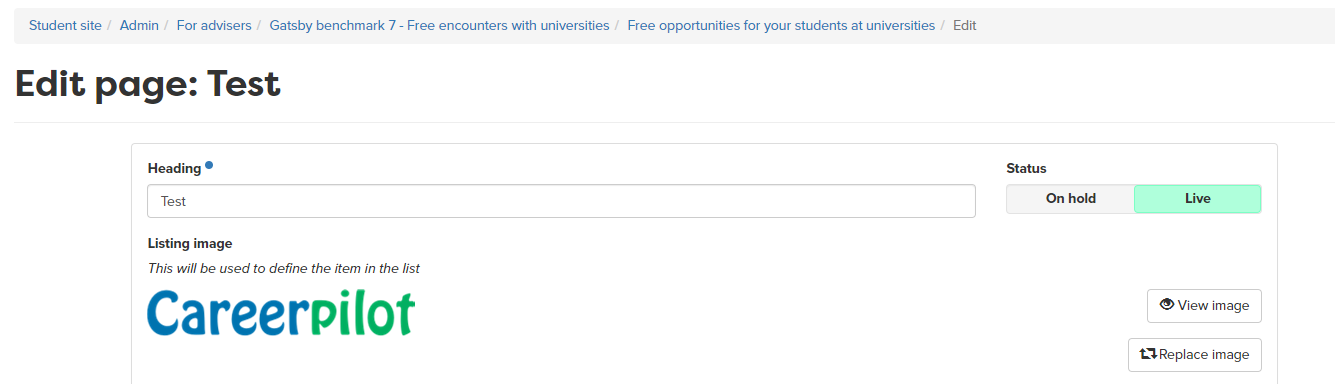 Student site / Admin / For advisers / Gatsby benchmark 7 - Free encounters with universities / Free opportunities for your students at universities / Edit
Edit page: Test
Heading
Status
Test
On hold
Live
Listing image
This will be used to define the item in the list
Careerpilot
View image
Replace image